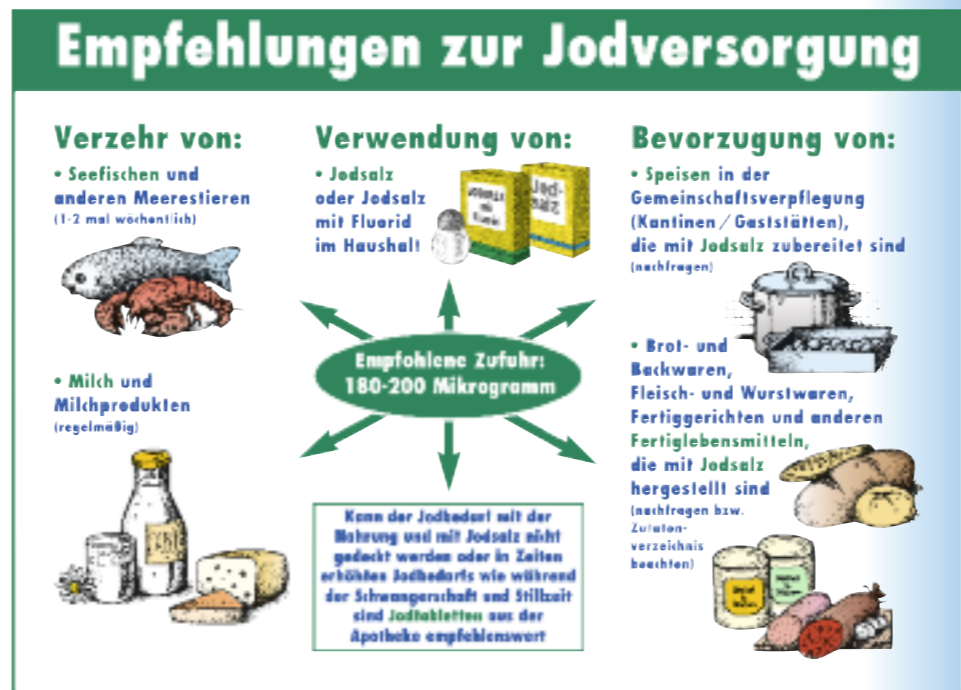 Empfehlungen zur Jodversorgung
Verzehr von:
• Seefischen und
anderen Meerestieren
(1-2 mal wöchentlich)
• Milch und
Milchprodukten
(regelmäßig)
Verwendung von:
• Jodsalz
oder Jodsalz
mit Fluorid
im Haushalt
Jodsalz
mit
Fluorid
Jod-
salz
Empfohlene Zufuhr:
180-200 Mikrogramm
Kann der Jodbedarf mit der
Nahrung und mit Jodsalz nicht
gedeckt werden oder in Zeiten
erhöhten Jodbedarfs wie während
der Schwangerschaft und Stillzeit
sind Jodtabletten aus der
Apotheke empfehlenswert
Bevorzugung von:
• Speisen in der
Gemeinschaftsverpflegung
(Kantinen / Gaststätten),
die mit Jodsalz zubereitet sind
(nachfragen)
• Brot- und
Backwaren,
Fleisch- und Wurstwaren,
Fertiggerichten und anderen
Fertiglebensmitteln,
die mit Jodsalz
hergestellt sind
(nachfragen bzw.
Zutaten-
verzeichnis
beachten)